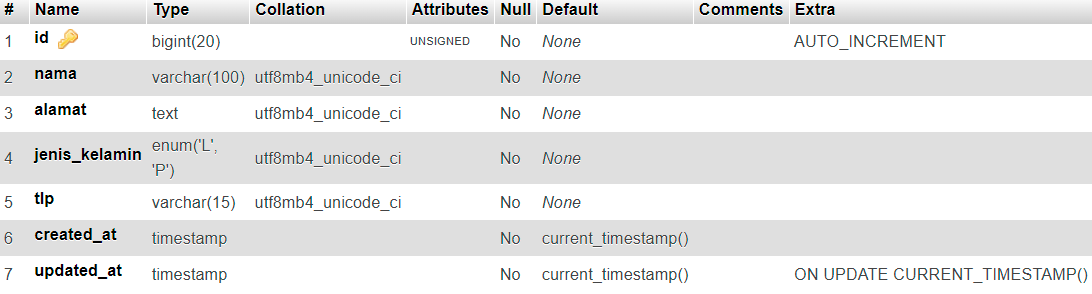 # Name Type Collation Attributes Null Default Comments Extra
1 id bigint(20) UNSIGNED No None AUTO_INCREMENT
2 nama varchar(100) utf8mb4_unicode_ci No None
3 alamat text utf8mb4_unicode_ci No None
4 jenis_kelamin enum('L', 'P') utf8mb4_unicode_ci No None
5 tlp varchar(15) utf8mb4_unicode_ci No None
6 created_at timestamp No current_timestamp()
7 updated_at timestamp No current_timestamp() ON UPDATE CURRENT_TIMESTAMP()